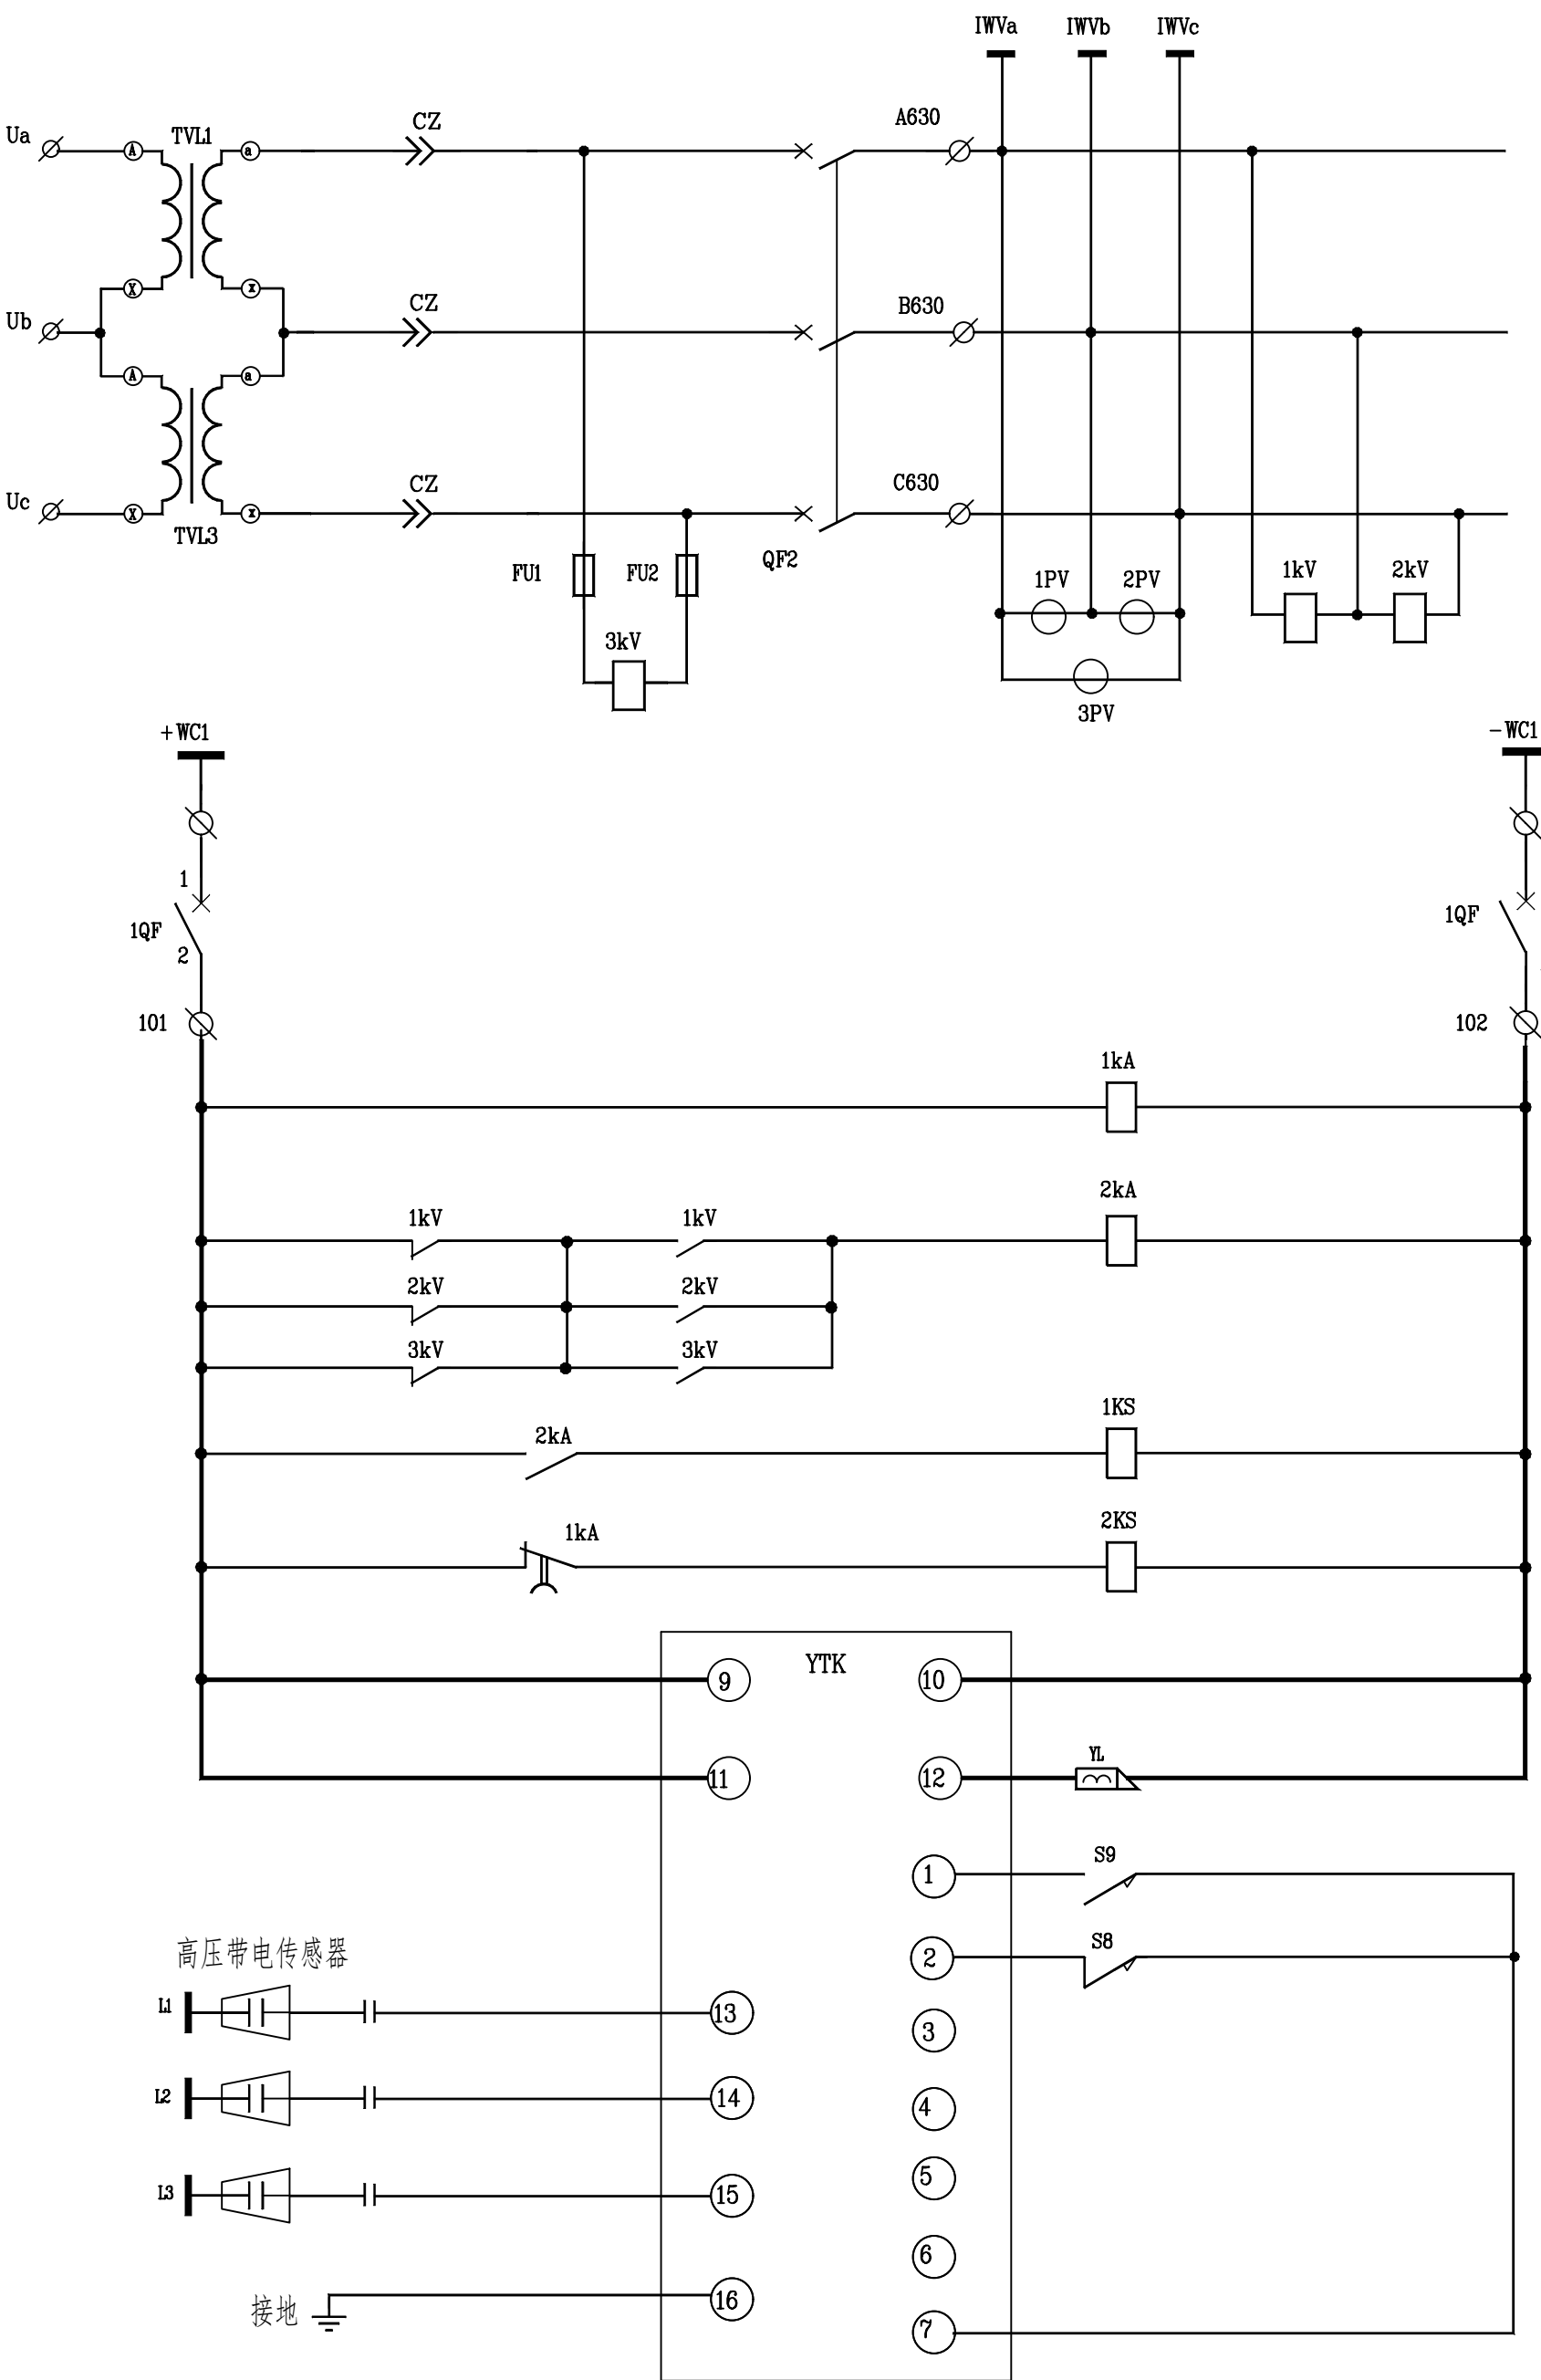 IWVa IWVb IWVc
Ua A TVL1 a CZ A630
X x
Ub CZ B630
A a
Uc X TVL3 x CZ QF2 C630
FU1 FU2 1PV 2PV 1kV 2kV
3kV
3PV
+WC1 -WC1
1
1QF 1QF
2
101 102
1kA
2kA
1kV 1kV
2kV 2kV
3kV 3kV
2kA 1KS
1kA 2KS
YTK
9 10
11 12 YL
1 S9
2 S8
高压带电传感器
L1 13 3
L2 14 4
L3 15 5
6
接地 16
7